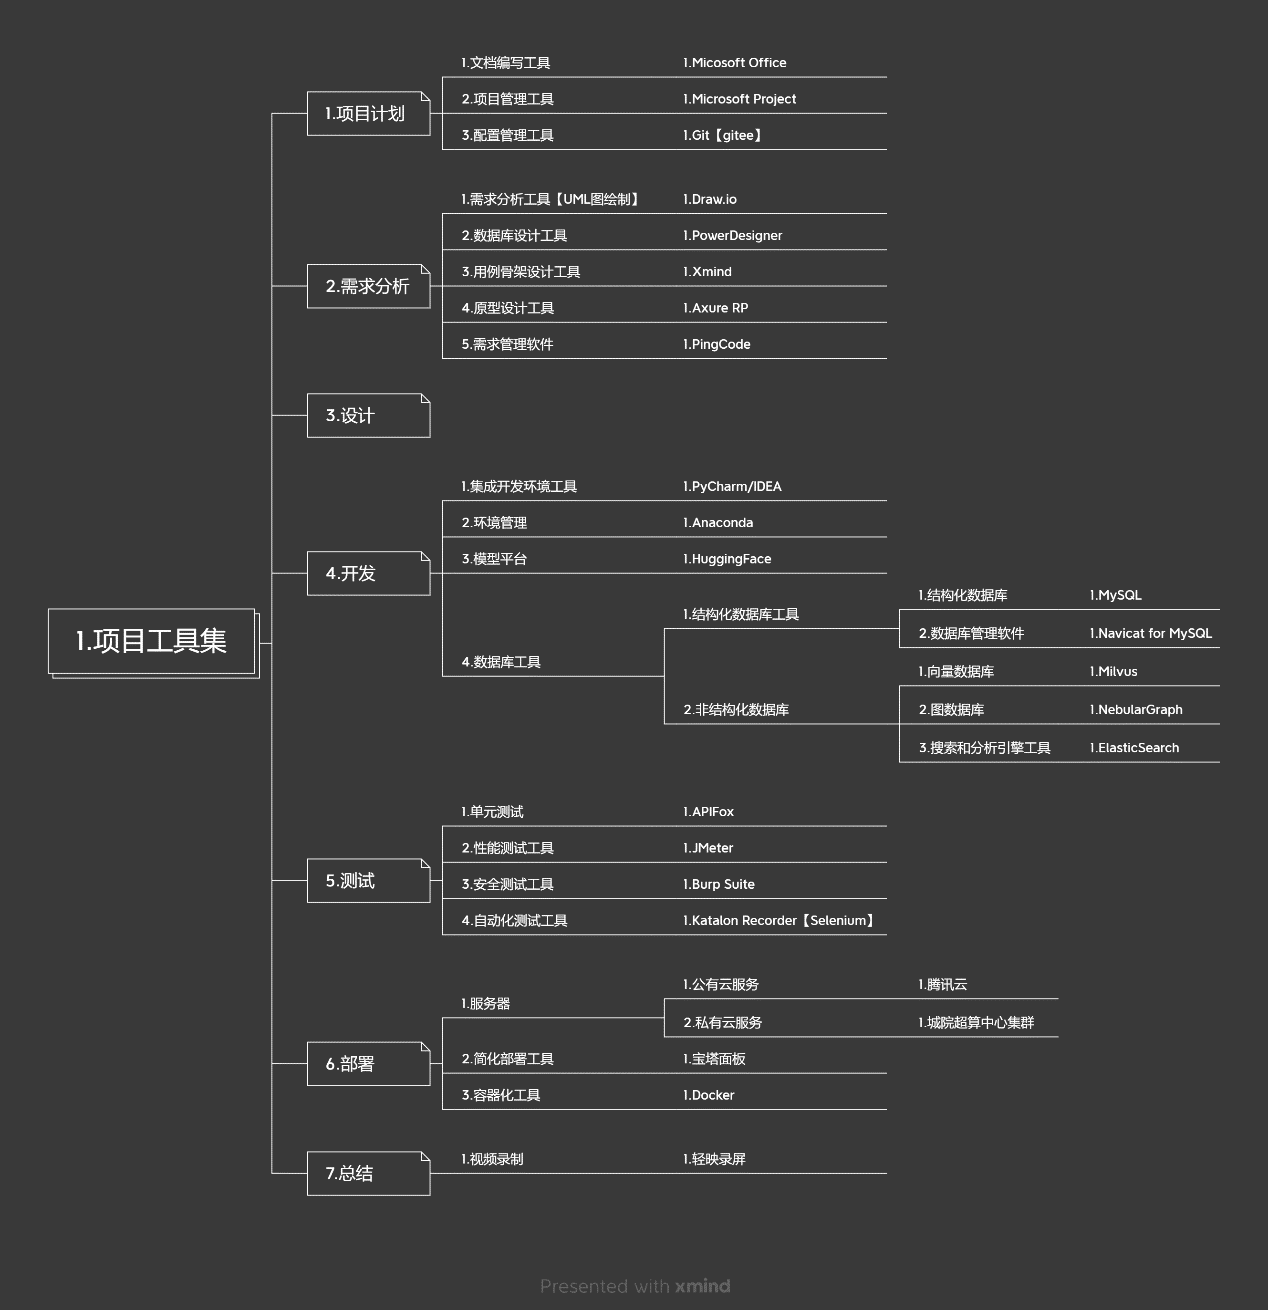 1.项目工具集
1.项目计划
1.文档编写工具 1.Micosoft Office
2.项目管理工具 1.Microsoft Project
3.配置管理工具 1.Git【gitee】
2.需求分析
1.需求分析工具【UML图绘制】 1.Draw.io
2.数据库设计工具 1.PowerDesigner
3.用例骨架设计工具 1.Xmind
4.原型设计工具 1.Axure RP
5.需求管理软件 1.PingCode
3.设计
4.开发
1.集成开发环境工具 1.PyCharm/IDEA
2.环境管理 1.Anaconda
3.模型平台 1.HuggingFace
4.数据库工具
1.结构化数据库工具
1.结构化数据库 1.MySQL
2.数据库管理软件 1.Navicat for MySQL
2.非结构化数据库
1.向量数据库 1.Milvus
2.图数据库 1.NebularGraph
3.搜索和分析引擎工具 1.ElasticSearch
5.测试
1.单元测试 1.APIFox
2.性能测试工具 1.JMeter
3.安全测试工具 1.Burp Suite
4.自动化测试工具 1.Katalon Recorder【Selenium】
6.部署
1.服务器
1.公有云服务 1.腾讯云
2.私有云服务 1.城院超算中心集群
2.简化部署工具 1.宝塔面板
3.容器化工具 1.Docker
7.总结
1.视频录制 1.轻映录屏
Presented with xmind